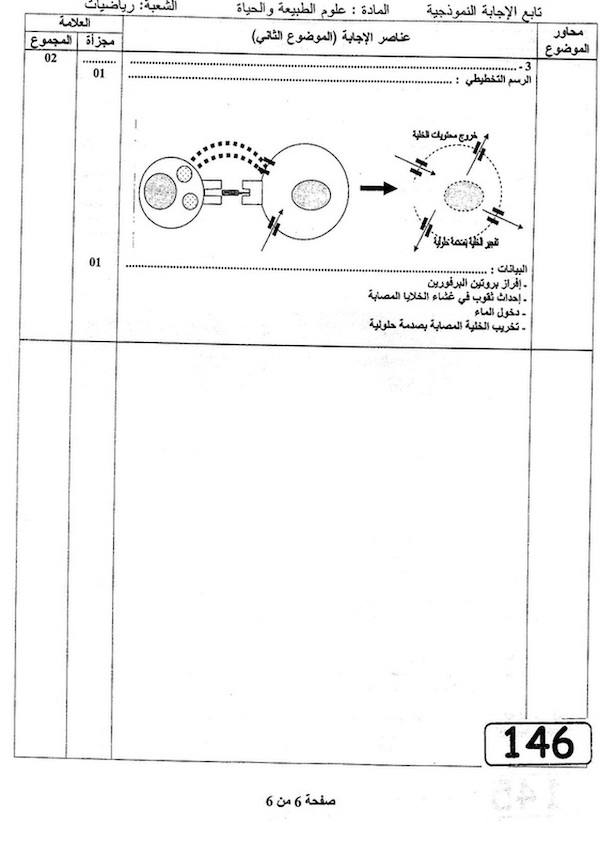 تابع الإجابة النموذجية المادة : علوم الطبيعة والحياة الشعبة: رياضيات
محاور الموضوع
عناصر الإجابة (الموضوع الثاني)
العلامة
مجزأة
المجموع
3 - ........
02
الرسم التخطيطي : ........
01
خروج محتويات الخلية
تفجير الخلية بصدمة حلولية
البيانات : ........
01
- إفراز بروتين البرفورين
- إحداث ثقوب في غشاء الخلايا المصابة
- دخول الماء
- تخريب الخلية المصابة بصدمة حلولية
146
صفحة 6 من 6